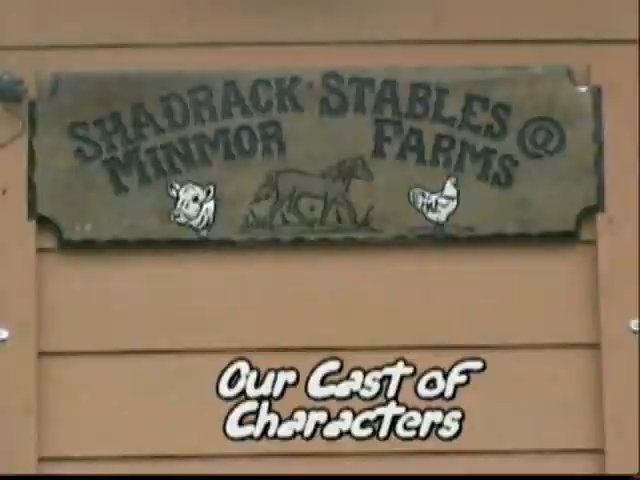 SHADRACK STABLES @
MINMOR FARMS
Our Cast of
Characters